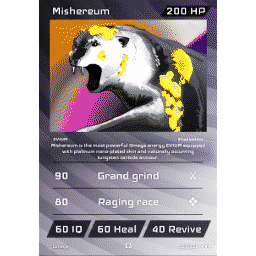 Mishereum
200 HP
EVIUM
Mishereum is the most powerful Omega energy EVIUM equipped
with platinum nano-plated skin and naturally occurring
tungsten carbide armour.
90 Grand grind
80 Raging race
60 IQ 60 Heal 40 Revive